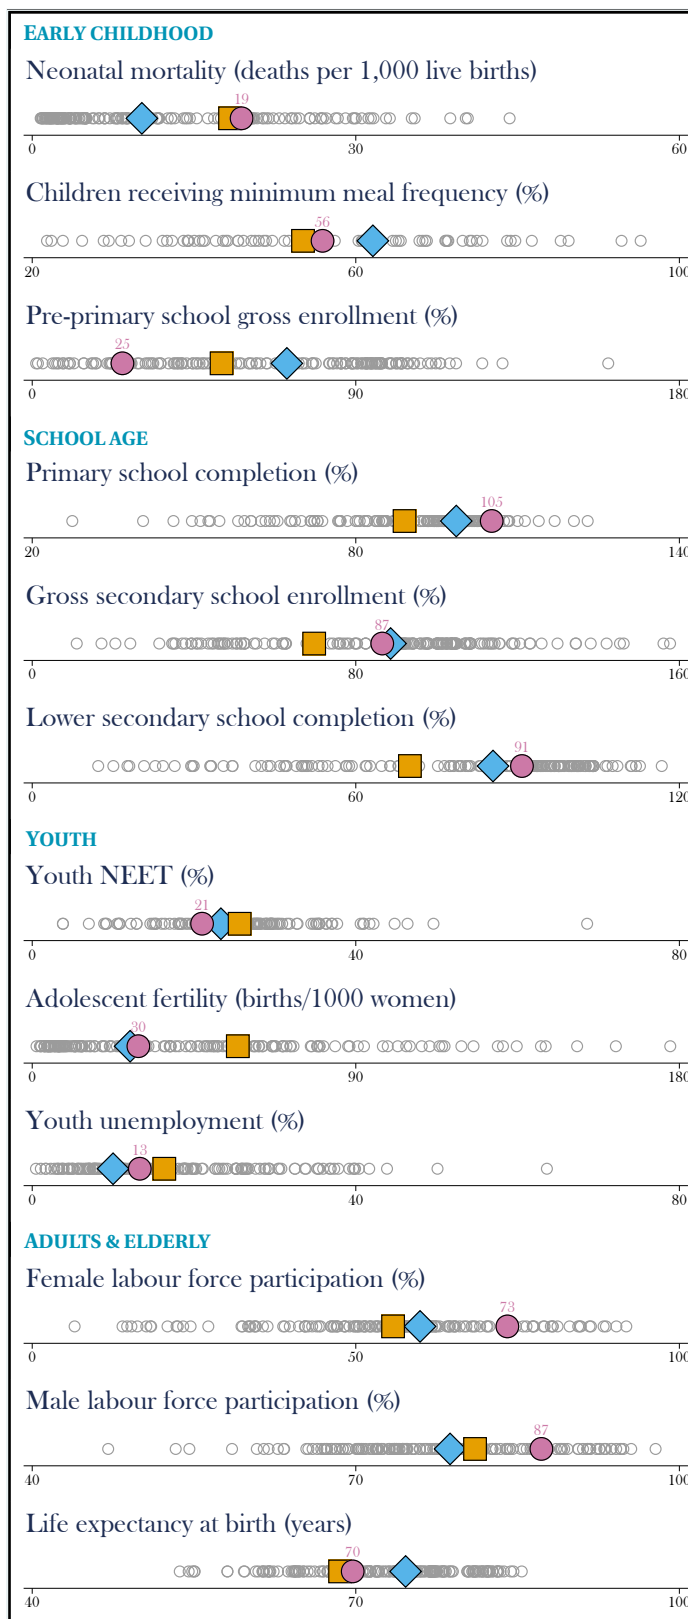 EARLY CHILDHOOD
Neonatal mortality (deaths per 1,000 live births)
19
0 30 60
Children receiving minimum meal frequency (%)
56
20 60 100
Pre-primary school gross enrollment (%)
25
0 90 180
SCHOOL AGE
Primary school completion (%)
105
20 80 140
Gross secondary school enrollment (%)
87
0 80 160
Lower secondary school completion (%)
91
0 60 120
YOUTH
Youth NEET (%)
21
0 40 80
Adolescent fertility (births/1000 women)
30
0 90 180
Youth unemployment (%)
13
0 40 80
ADULTS & ELDERLY
Female labour force participation (%)
73
0 50 100
Male labour force participation (%)
87
40 70 100
Life expectancy at birth (years)
70
40 70 100